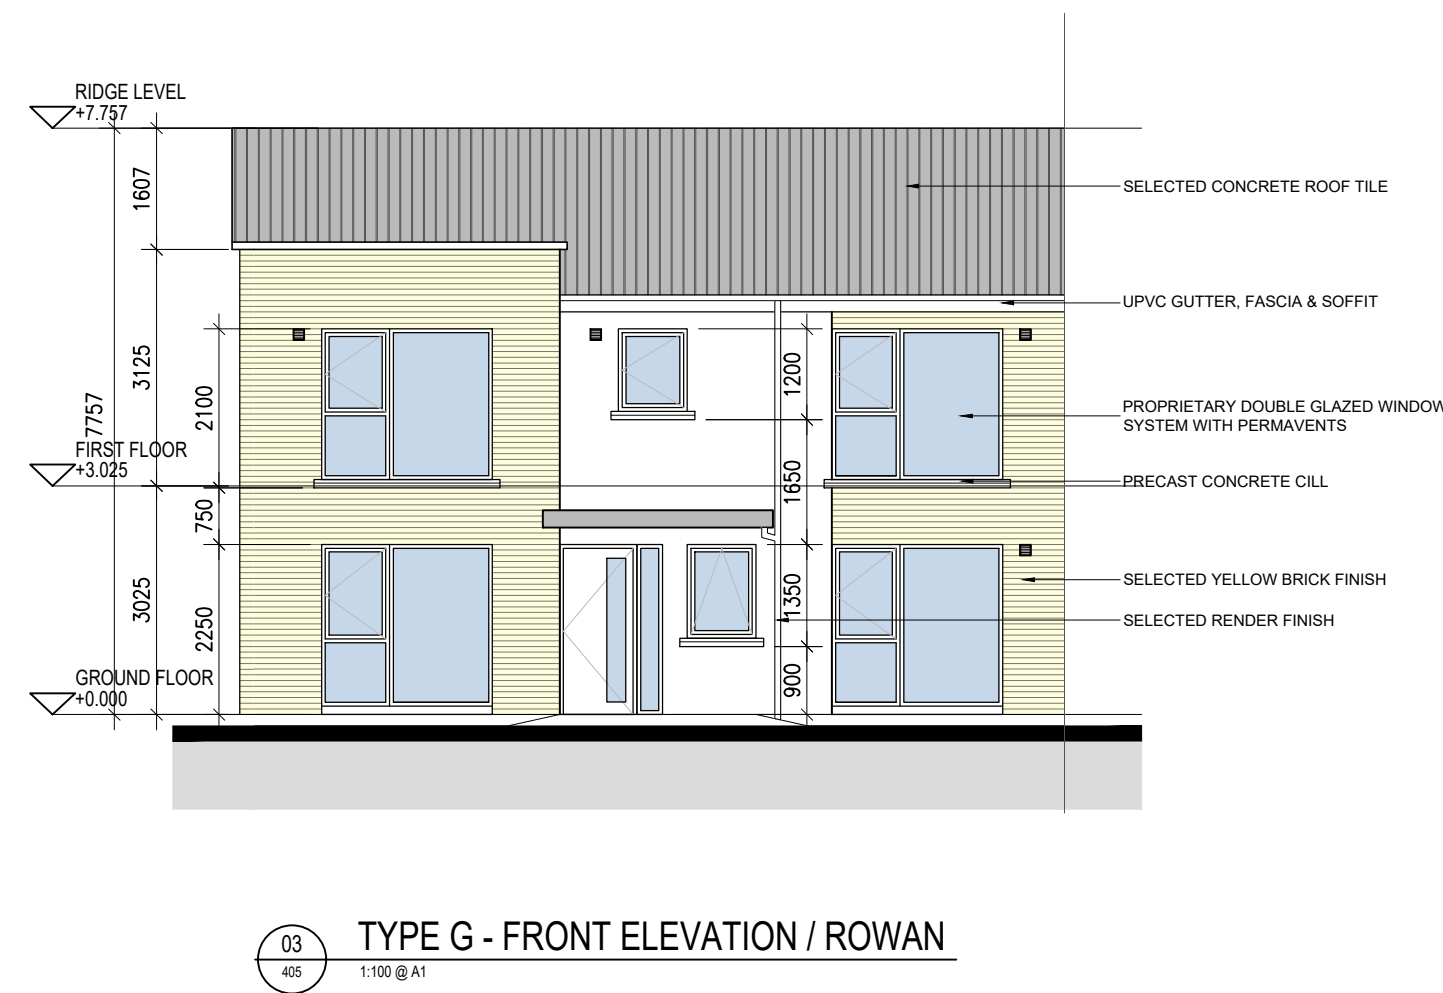 RIDGE LEVEL
+7.757
1607
SELECTED CONCRETE ROOF TILE
UPVC GUTTER, FASCIA & SOFFIT
3125
7757
2100
1200
PROPRIETARY DOUBLE GLAZED WINDOW
SYSTEM WITH PERMAVENTS
FIRST FLOOR
+3.025
PRECAST CONCRETE CILL
750
1650
3025
2250
1350
SELECTED YELLOW BRICK FINISH
SELECTED RENDER FINISH
GROUND FLOOR
+0.000
900
03
405
TYPE G - FRONT ELEVATION / ROWAN
1:100 @ A1